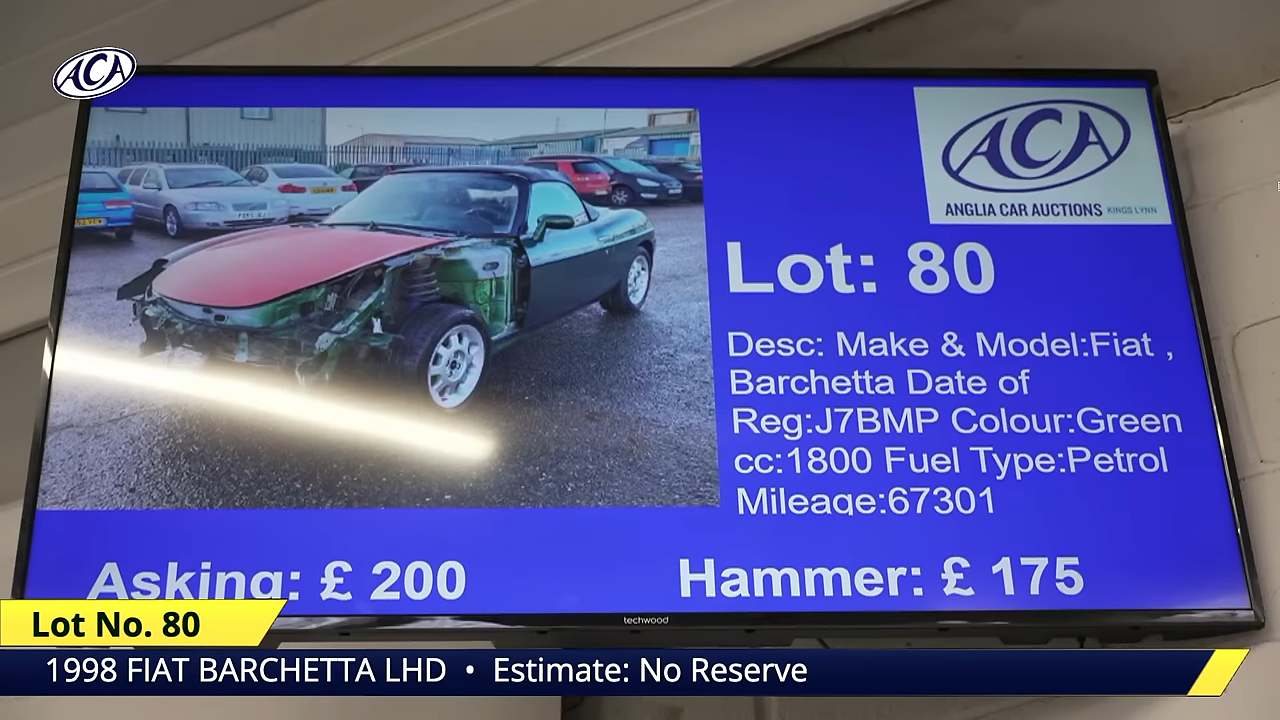 ACA
ACA
ANGLIA CAR AUCTIONS KINGS LYNN
Lot: 80
Desc: Make & Model:Fiat ,
Barchetta Date of
Reg:J7BMP Colour:Green
cc:1800 Fuel Type:Petrol
Mileage:67301
Asking: £ 200
Hammer: £ 175
techwood
Lot No. 80
1998 FIAT BARCHETTA LHD • Estimate: No Reserve